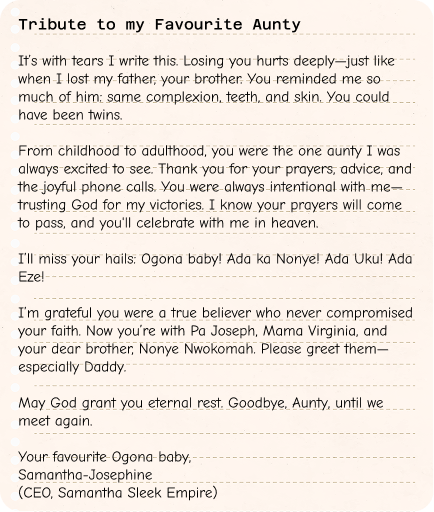 Tribute to my Favourite Aunty
It's with tears I write this. Losing you hurts deeply—just like
when I lost my father, your brother. You reminded me so
much of him: same complexion, teeth, and skin. You could
have been twins.
From childhood to adulthood, you were the one aunty I was
always excited to see. Thank you for your prayers, advice, and
the joyful phone calls. You were always intentional with me—
trusting God for my victories. I know your prayers will come
to pass, and you'll celebrate with me in heaven.
I'll miss your hails: Ogona baby! Ada ka Nonye! Ada Uku! Ada
Eze!
I'm grateful you were a true believer who never compromised
your faith. Now you're with Pa Joseph, Mama Virginia, and
your dear brother, Nonye Nwokomah. Please greet them—
especially Daddy.
May God grant you eternal rest. Goodbye, Aunty, until we
meet again.
Your favourite Ogona baby,
Samantha-Josephine
(CEO, Samantha Sleek Empire)